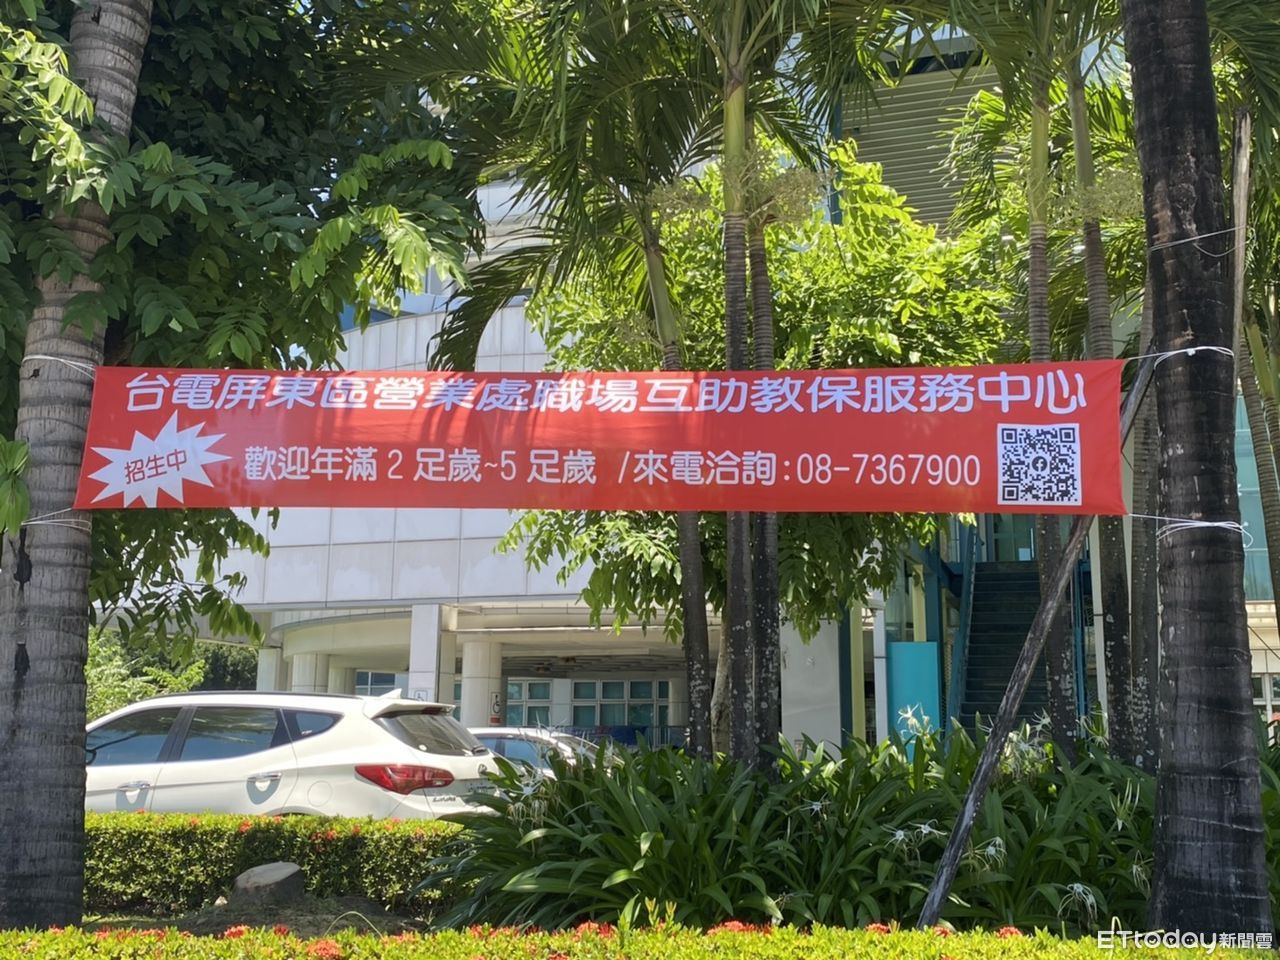 台電屏東區營業處職場互助教保服務中心
招生中
歡迎年滿2足歲~5足歲 /來電洽詢:08-7367900
ETtoday新聞雲